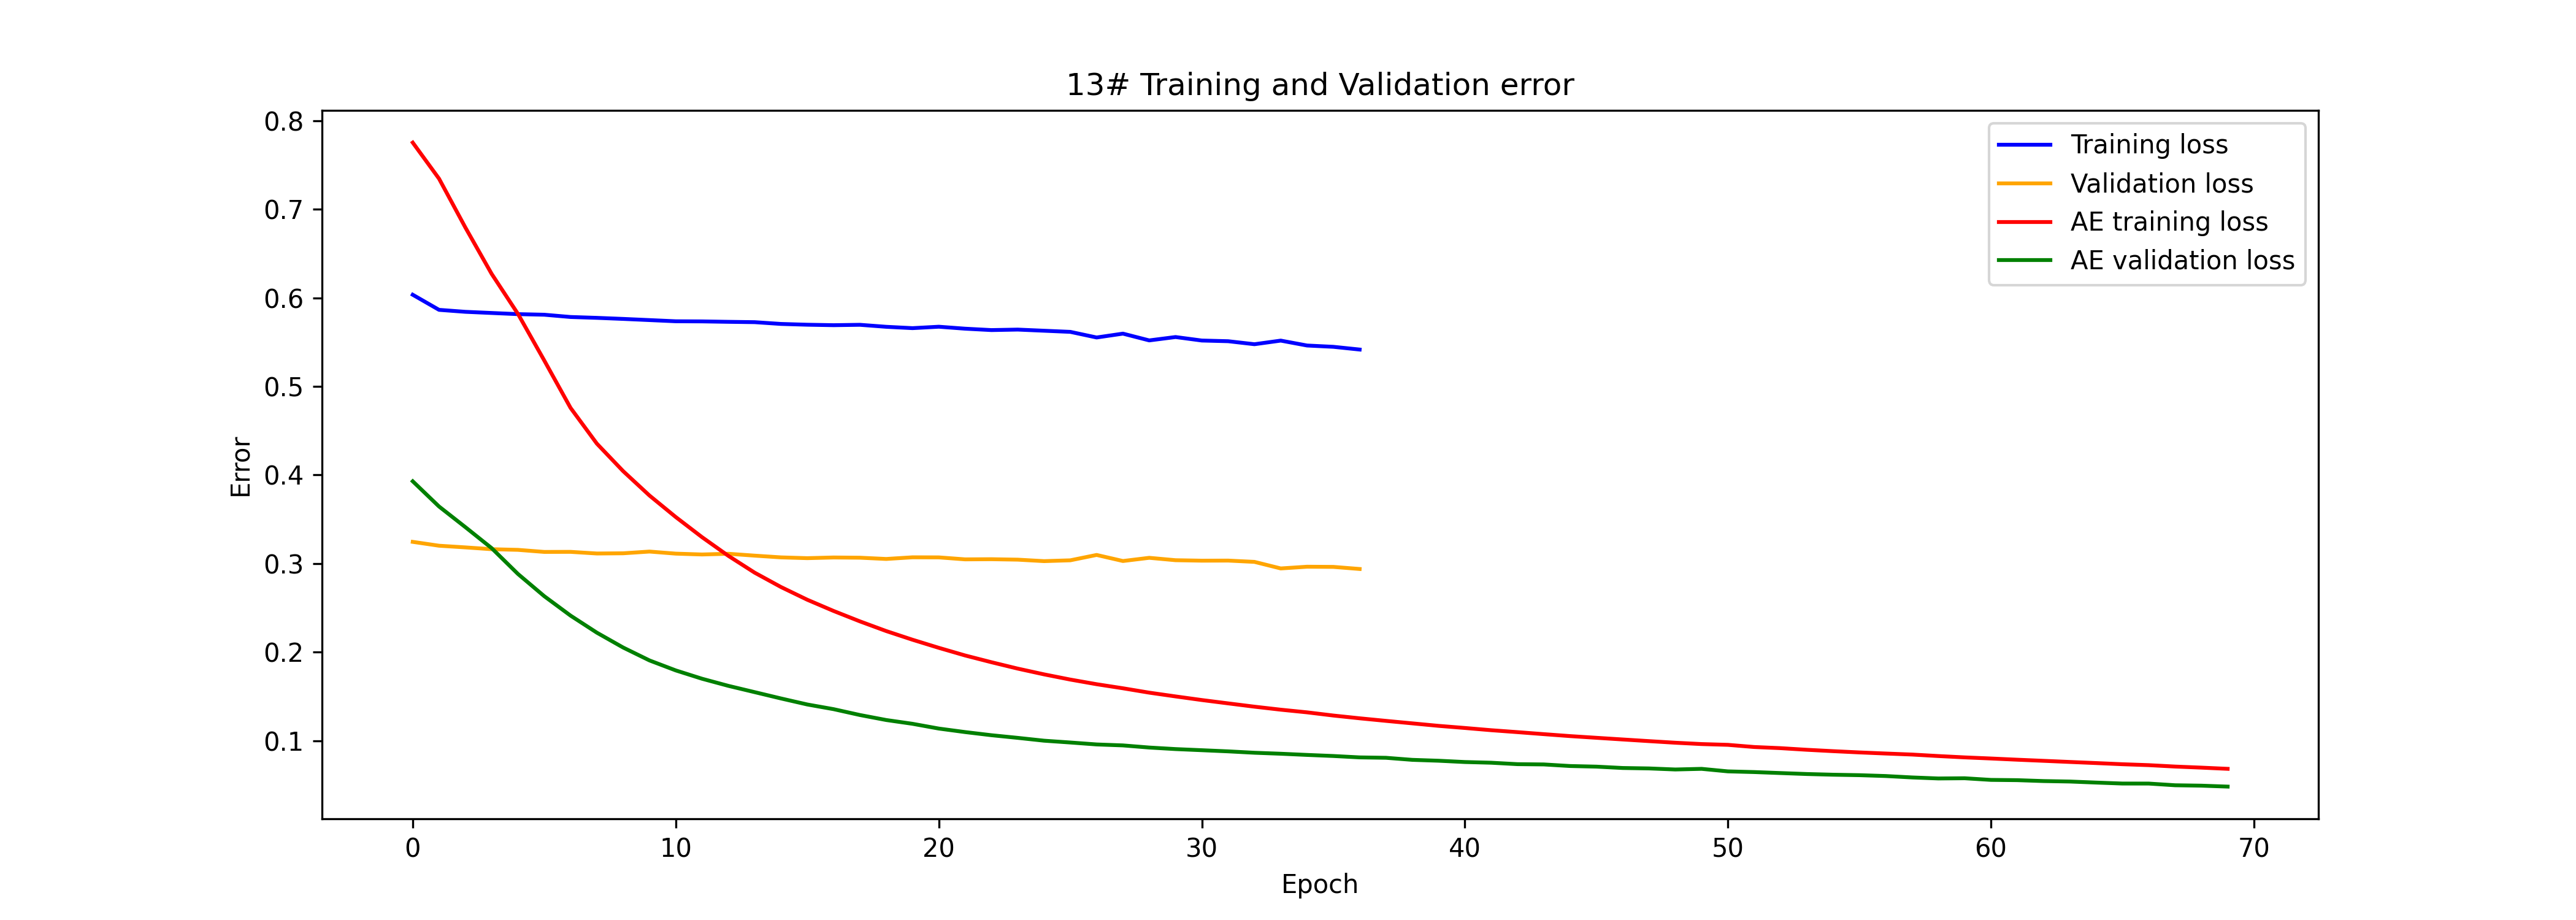 13# Training and Validation error
0.8
0.7
0.6
0.5
0.4
0.3
0.2
0.1
Error
Training loss
Validation loss
AE training loss
AE validation loss
0 10 20 30 40 50 60 70
Epoch